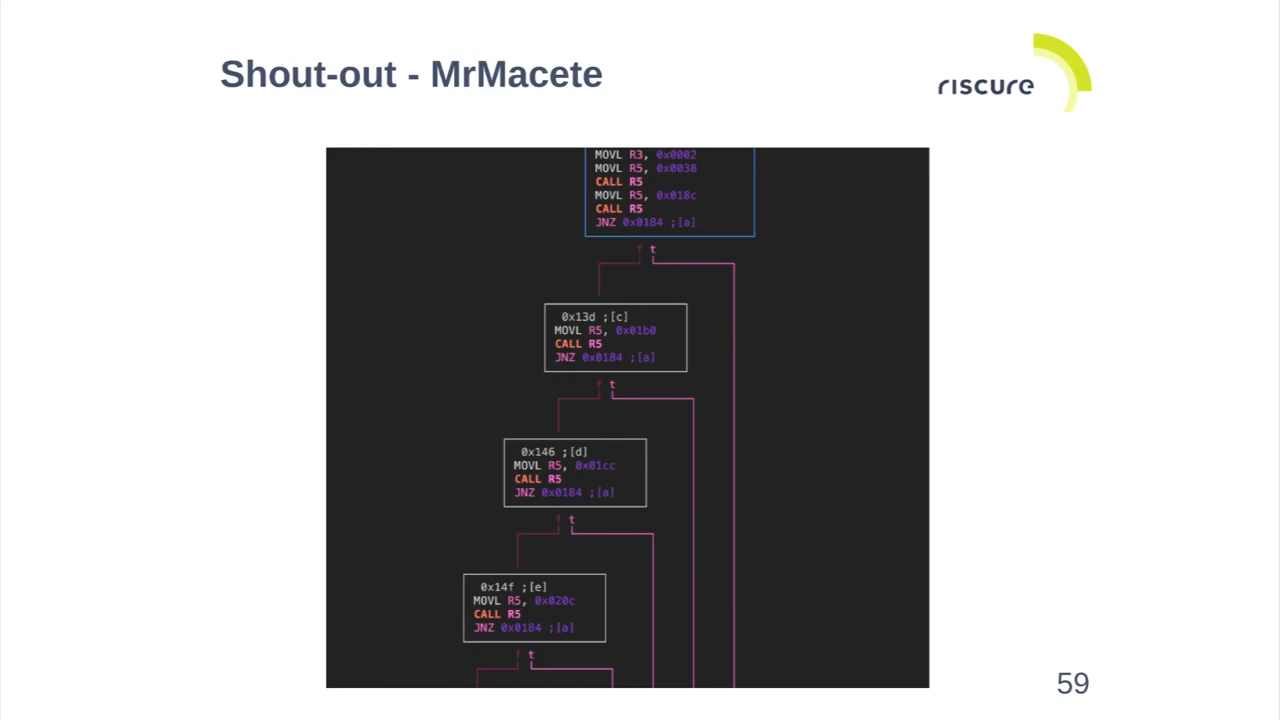 Shout-out - MrMacete
riscure
MOVL R3, 0x0002
MOVL R5, 0x0038
CALL R5
MOVL R5, 0x018c
CALL R5
JNZ 0x0184 ;[a]
f t
0x13d ;[c]
MOVL R5, 0x01b0
CALL R5
JNZ 0x0184 ;[a]
f t
0x146 ;[d]
MOVL R5, 0x01cc
CALL R5
JNZ 0x0184 ;[a]
f t
0x14f ;[e]
MOVL R5, 0x020c
CALL R5
JNZ 0x0184 ;[a]
f t
59